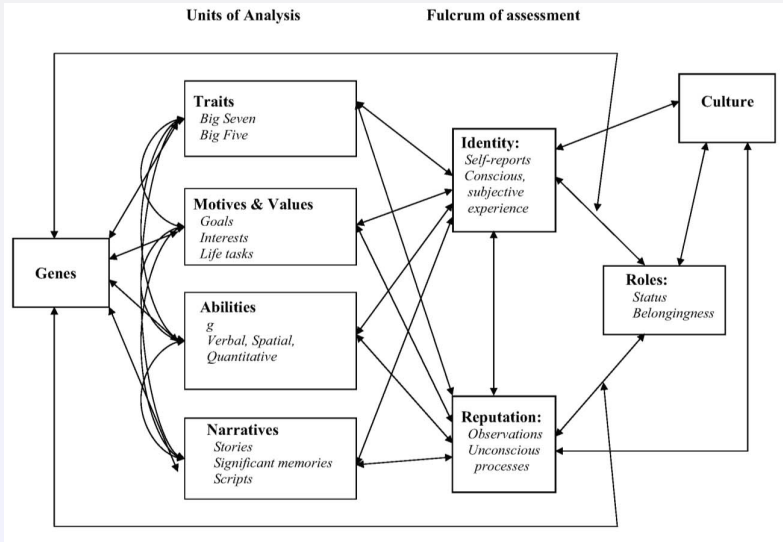 Units of Analysis
Fulcrum of assessment
Traits
Big Seven
Big Five
Motives & Values
Goals
Interests
Life tasks
Genes
Abilities
g
Verbal, Spatial,
Quantitative
Narratives
Stories
Significant memories
Scripts
Identity:
Self-reports
Conscious,
subjective
experience
Reputation:
Observations
Unconscious
processes
Culture
Roles:
Status
Belongingness